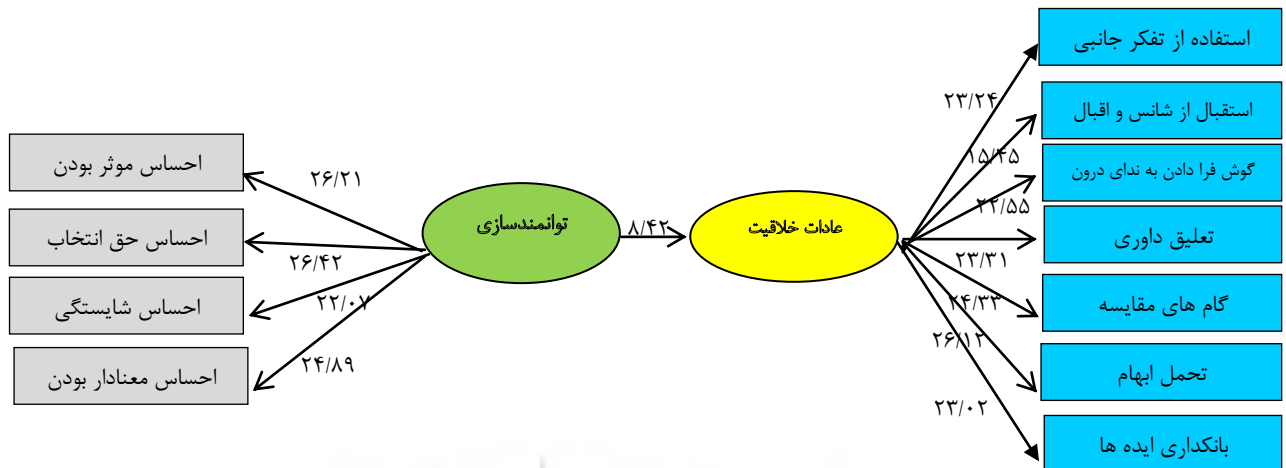 استفاده از تفکر جانبی
۲۳/۲۴
استقبال از شانس و اقبال
۱۵/۴۵
گوش فرا دادن به ندای درون
۲۲/۵۵
تعلیق داوری
۲۳/۳۱
گام های مقایسه
۲۴/۳۳
تحمل ابهام
۲۶/۱۲
بانکداری ایده ها
۲۳/۰۲
عادات خلاقیت
۸/۴۲
توانمندسازی
احساس موثر بودن
۲۶/۲۱
احساس حق انتخاب
۲۶/۴۲
احساس شایستگی
۲۲/۰۷
احساس معنادار بودن
۲۴/۸۹